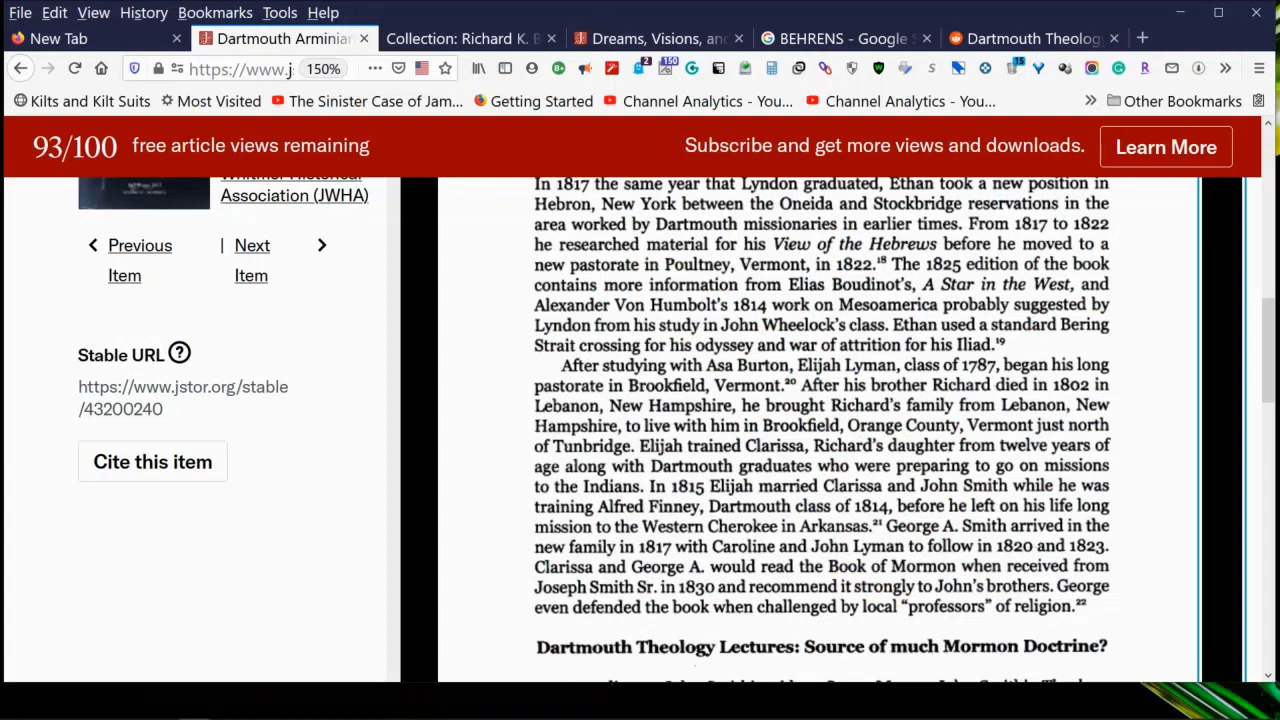 File Edit View History Bookmarks Tools Help
New Tab
Dartmouth Arminian
Collection: Richard K. B
Dreams, Visions, an
BEHRENS - Google S
Dartmouth Theolog
https://www.j 150%
2 150 15
Kilts and Kilt Suits Most Visited The Sinister Case of Jam... Getting Started Channel Analytics - You... Channel Analytics - You... Other Bookmarks
93/100 free article views remaining
Subscribe and get more views and downloads. Learn More
Whitmer Historical
Association (JWHA)
Previous Item | Next Item
Stable URL
https://www.jstor.org/stable
/43200240
Cite this item
In 1817 the same year that Lyndon graduated, Ethan took a new position in
Hebron, New York between the Oneida and Stockbridge reservations in the
area worked by Dartmouth missionaries in earlier times. From 1817 to 1822
he researched material for his View of the Hebrews before he moved to a
new pastorate in Poultney, Vermont, in 1822.18 The 1825 edition of the book
contains more information from Elias Boudinot's, A Star in the West, and
Alexander Von Humbolt's 1814 work on Mesoamerica probably suggested by
Lyndon from his study in John Wheelock's class. Ethan used a standard Bering
Strait crossing for his odyssey and war of attrition for his Iliad.19
After studying with Asa Burton, Elijah Lyman, class of 1787, began his long
pastorate in Brookfield, Vermont.20 After his brother Richard died in 1802 in
Lebanon, New Hampshire, he brought Richard's family from Lebanon, New
Hampshire, to live with him in Brookfield, Orange County, Vermont just north
of Tunbridge. Elijah trained Clarissa, Richard's daughter from twelve years of
age along with Dartmouth graduates who were preparing to go on missions
to the Indians. In 1815 Elijah married Clarissa and John Smith while he was
training Alfred Finney, Dartmouth class of 1814, before he left on his life long
mission to the Western Cherokee in Arkansas.21 George A. Smith arrived in the
new family in 1817 with Caroline and John Lyman to follow in 1820 and 1823.
Clarissa and George A. would read the Book of Mormon when received from
Joseph Smith Sr. in 1830 and recommend it strongly to John's brothers. George
even defended the book when challenged by local "professors" of religion.22
Dartmouth Theology Lectures: Source of much Mormon Doctrine?